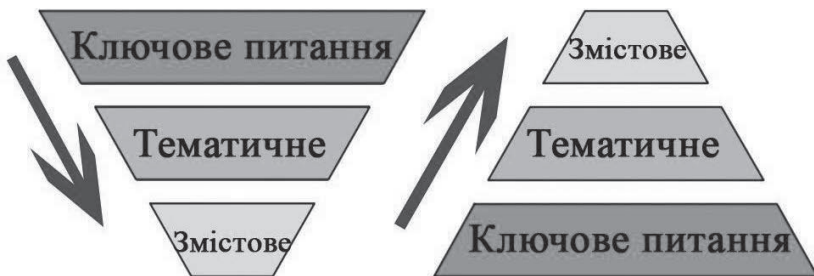 Ключове питання
Тематичне
Змістове
Змістове
Тематичне
Ключове питання